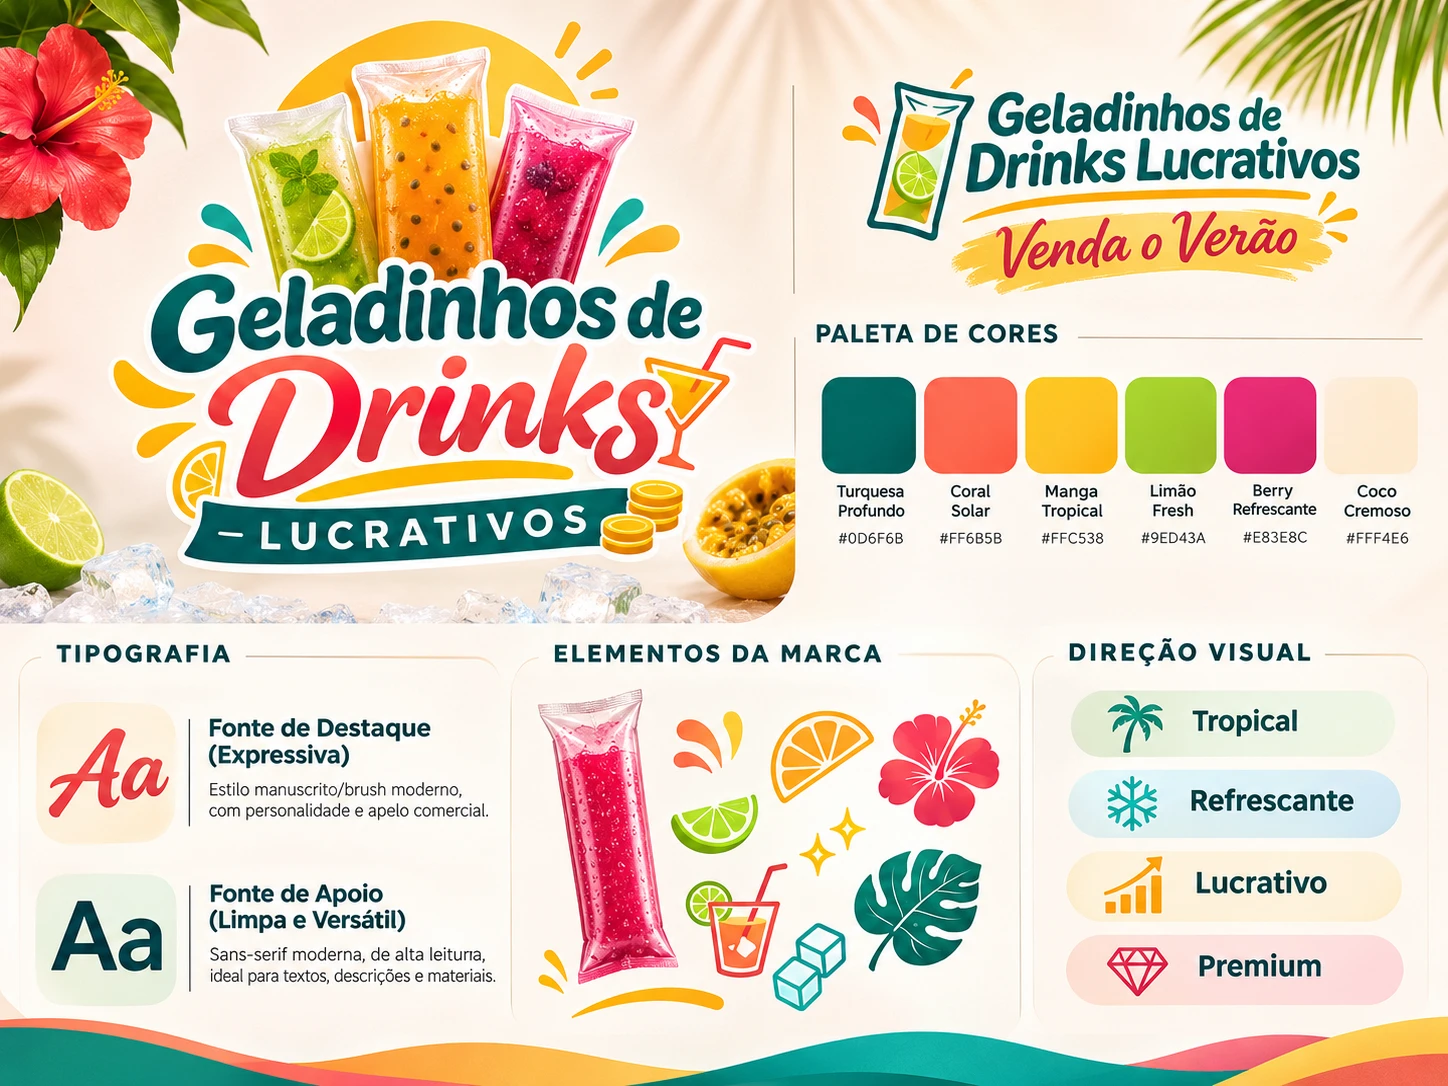 Geladinhos de
Drinks
LUCRATIVOS
Geladinhos de
Drinks Lucrativos
Venda o Verão
PALETA DE CORES
Turquesa
Profundo
#0D6F6B
Coral
Solar
#FF6B5B
Manga
Tropical
#FFC538
Limão
Fresh
#9ED43A
Berry
Refrescante
#E83E8C
Coco
Cremoso
#FFF4E6
TIPOGRAFIA
Aa
Fonte de Destaque
(Expressiva)
Estilo manuscrito/brush moderno,
com personalidade e apelo comercial.
Aa
Fonte de Apoio
(Limpa e Versátil)
Sans-serif moderna, de alta leitura,
ideal para textos, descrições e materiais.
ELEMENTOS DA MARCA
DIREÇÃO VISUAL
Tropical
Refrescante
Lucrativo
Premium